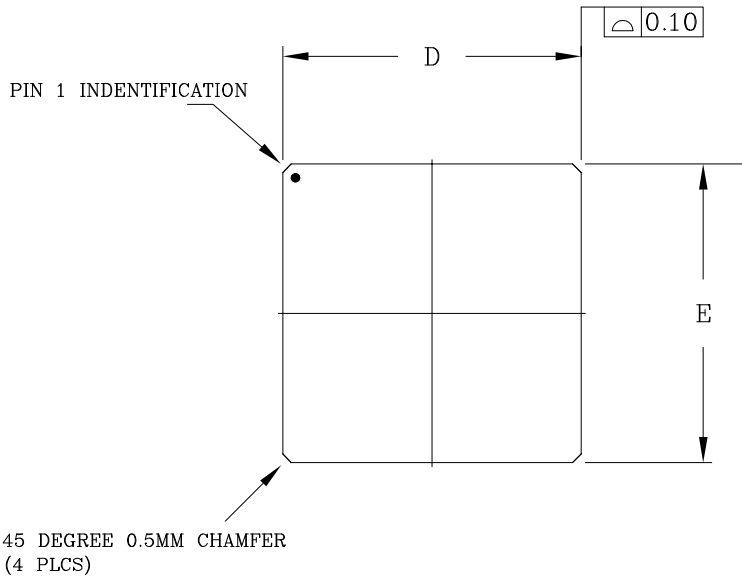 0.10
D
PIN 1 INDENTIFICATION
E
45 DEGREE 0.5MM CHAMFER
(4 PLCS)